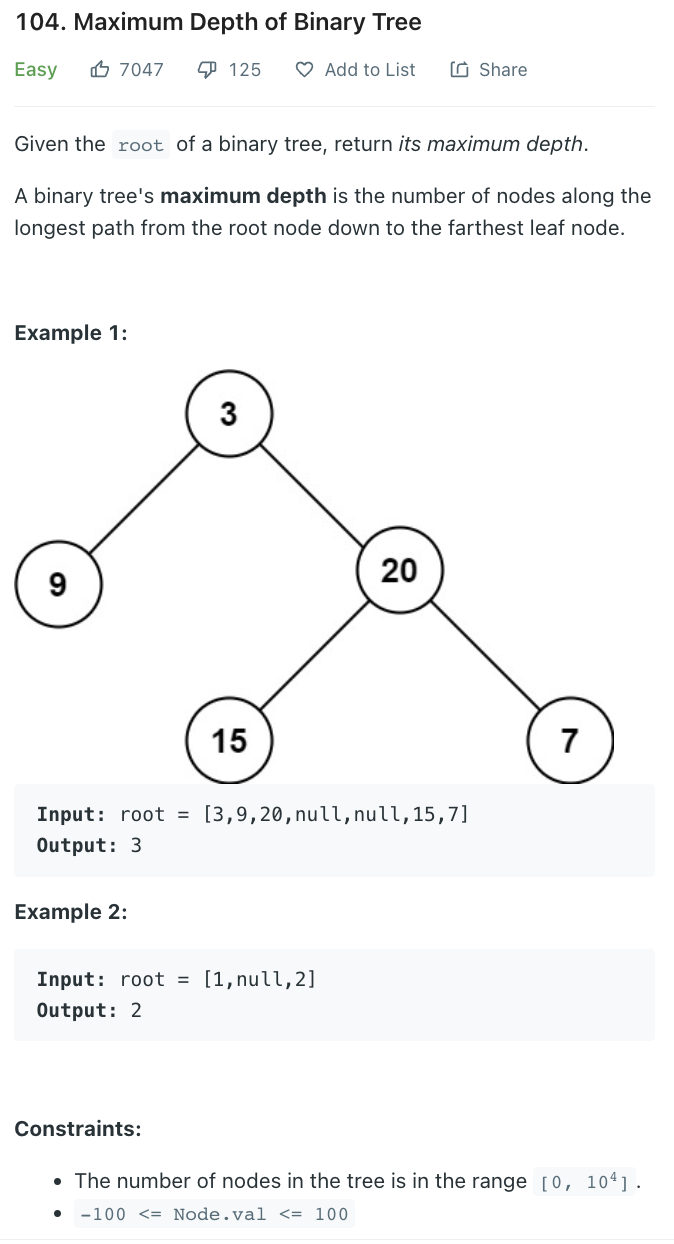 104. Maximum Depth of Binary Tree
Easy 7047 125 Add to List Share
Given the root of a binary tree, return its maximum depth.
A binary tree's maximum depth is the number of nodes along the
longest path from the root node down to the farthest leaf node.
Example 1:
3
9
20
15
7
Input: root = [3,9,20,null,null,15,7]
Output: 3
Example 2:
Input: root = [1,null,2]
Output: 2
Constraints:
• The number of nodes in the tree is in the range [0, 10⁴].
• -100 <= Node.val <= 100